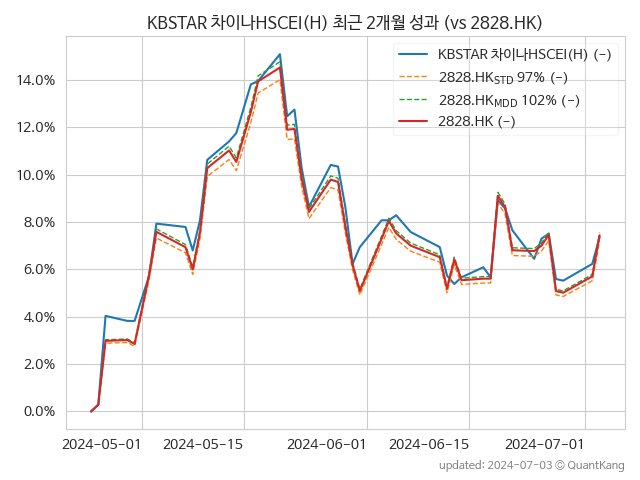 KBSTAR 차이나HSCEI(H) 최근 2개월 성과 (vs 2828.HK)
KBSTAR 차이나HSCEI(H) (-)
2828.HK_STD 97% (-)
2828.HK_MDD 102% (-)
2828.HK (-)
14.0%
12.0%
10.0%
8.0%
6.0%
4.0%
2.0%
0.0%
2024-05-01 2024-05-15 2024-06-01 2024-06-15 2024-07-01
updated: 2024-07-03 © QuantKang